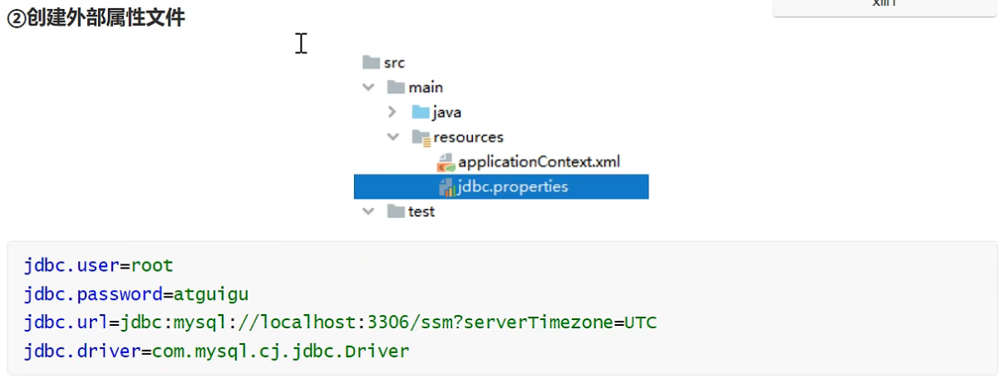 xml
②创建外部属性文件
src
main
java
resources
applicationContext.xml
jdbc.properties
test
jdbc.user=root
jdbc.password=atguigu
jdbc.url=jdbc:mysql://localhost:3306/ssm?serverTimezone=UTC
jdbc.driver=com.mysql.cj.jdbc.Driver